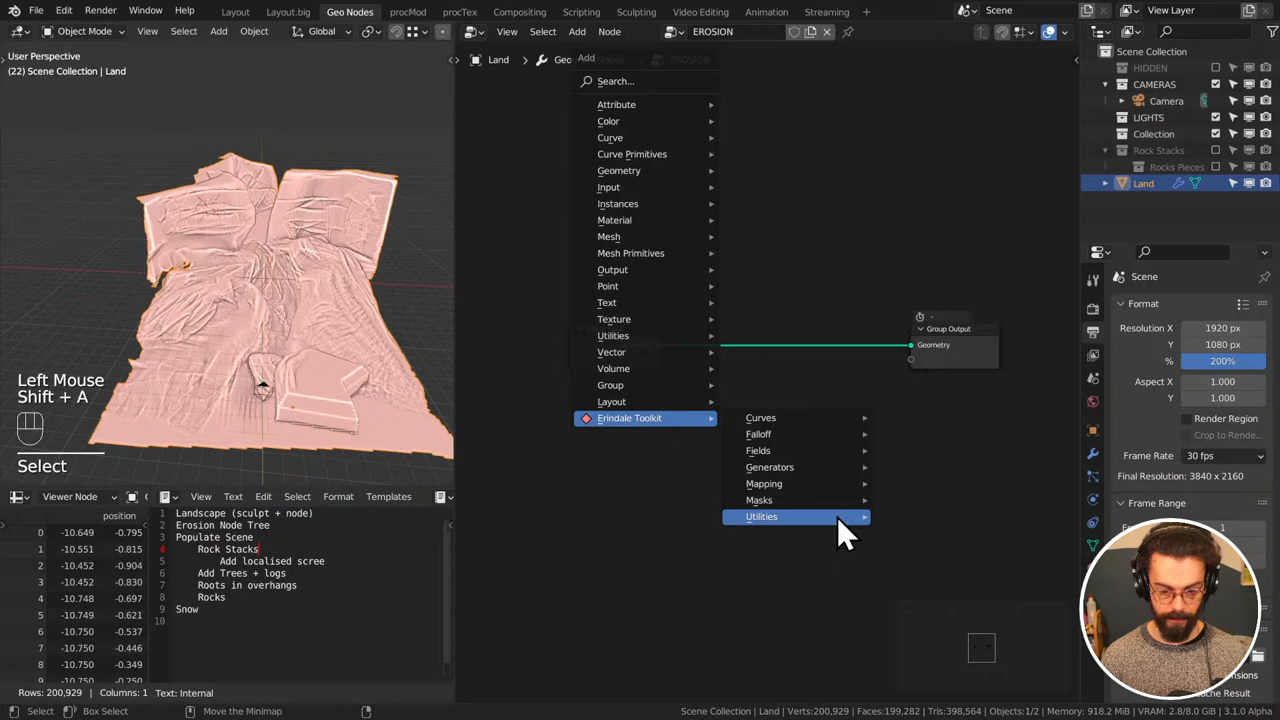 File Edit Render Window Help Layout Layout.big Geo Nodes procMod procTex Compositing Scripting Sculpting Video Editing Animation Streaming + Scene View Layer
Object Mode View Select Add Object Global View Select Add Node EROSION
User Perspective
(22) Scene Collection | Land
Land
Add
Search...
Attribute
Color
Curve
Curve Primitives
Geometry
Input
Instances
Material
Mesh
Mesh Primitives
Output
Point
Text
Texture
Utilities
Vector
Volume
Group
Layout
Erindale Toolkit
Curves
Falloff
Fields
Generators
Mapping
Masks
Utilities
Group Output
Geometry
Left Mouse
Shift + A
Select
Scene Collection
HIDDEN
CAMERAS
Camera
LIGHTS
Collection
Rock Stacks
Rocks Pieces
Land
Scene
Format
Resolution X 1920 px
Y 1080 px
% 200%
Aspect X 1.000
Y 1.000
Render Region
Crop to Rende...
Frame Rate 30 fps
Final Resolution: 3840 x 2160
Frame Range
Viewer Node View Text Edit Select Format Templates
position
0 -10.649 -0.795
1 -10.551 -0.815
2 -10.452 -0.904
3 -10.430 -0.830
4 -10.748 -0.697
5 -10.749 -0.621
6 -10.750 -0.537
7 -10.750 -0.446
8 -10.750 -0.349
1 Landscape (sculpt + node)
2 Erosion Node Tree
3 Populate Scene
4 Rock Stacks
5 Add localised scree
6 Add Trees + logs
7 Roots in overhangs
8 Rocks
9 Snow
10
Rows: 200,929 | Columns: 1 Text: Internal
Select Box Select Move the Minimap Scene Collection | Land | Verts:200,929 | Faces:199,282 | Tris:398,564 | Objects:1/2 | Memory: 918.2 MiB | VRAM: 2.8/8.0 GiB | 3.1.0 Alpha